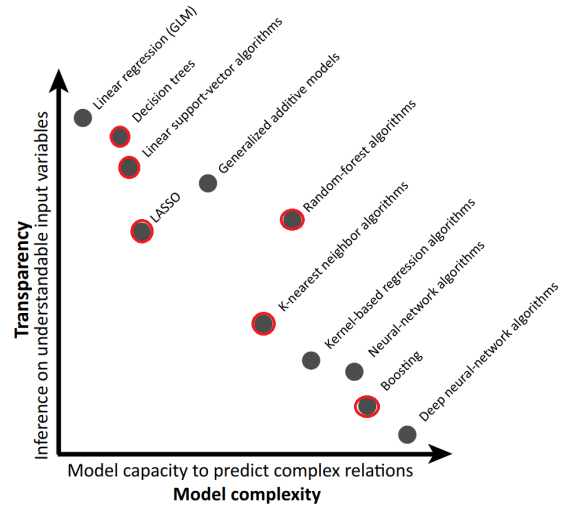 Linear regression (GLM)
Decision trees
Linear support-vector algorithms
Generalized additive models
LASSO
Random-forest algorithms
K-nearest neighbor algorithms
Kernel-based regression algorithms
Neural-network algorithms
Boosting
Deep neural-network algorithms
Transparency
Inference on understandable input variables
Model capacity to predict complex relations
Model complexity